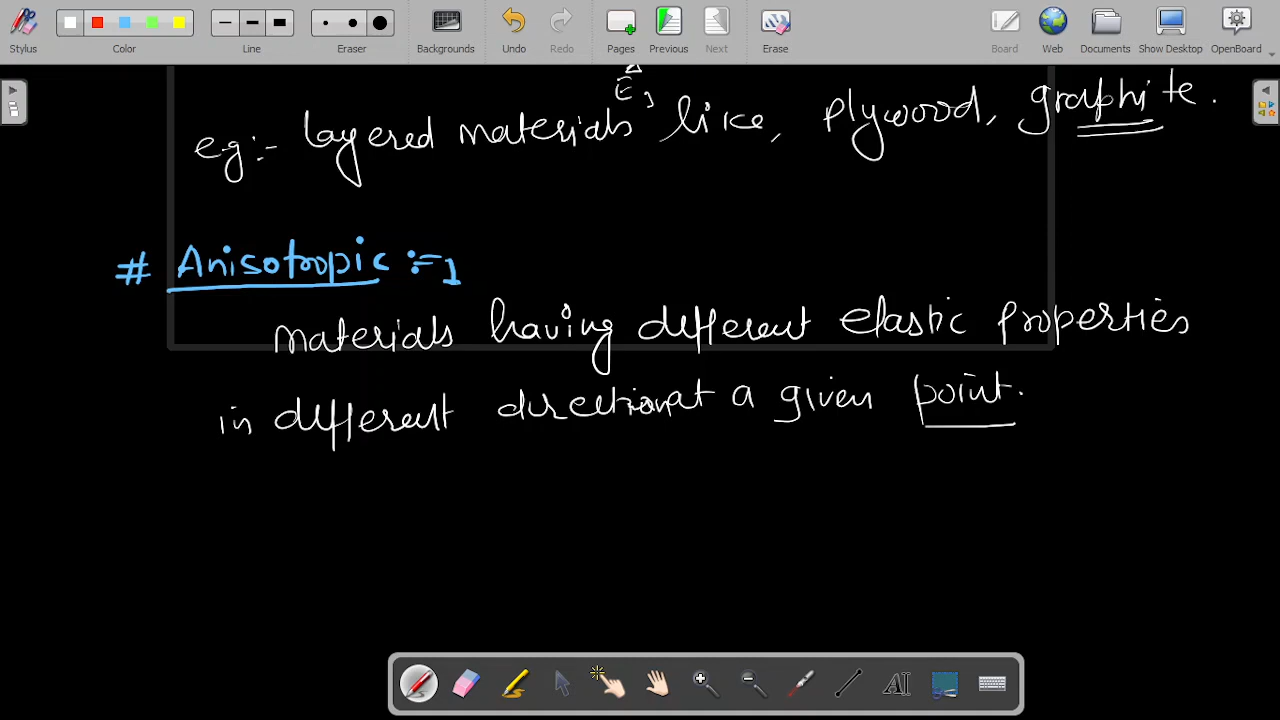 Stylus
Color
Line
Eraser
Backgrounds
Undo
Redo
Pages
Previous
Next
Erase
Board
Web
Documents
Show Desktop
OpenBoard
eg:- layered materials like, plywood, graphite.
# Anisotropic :-
materials having different elastic properties
in different direction at a given point.